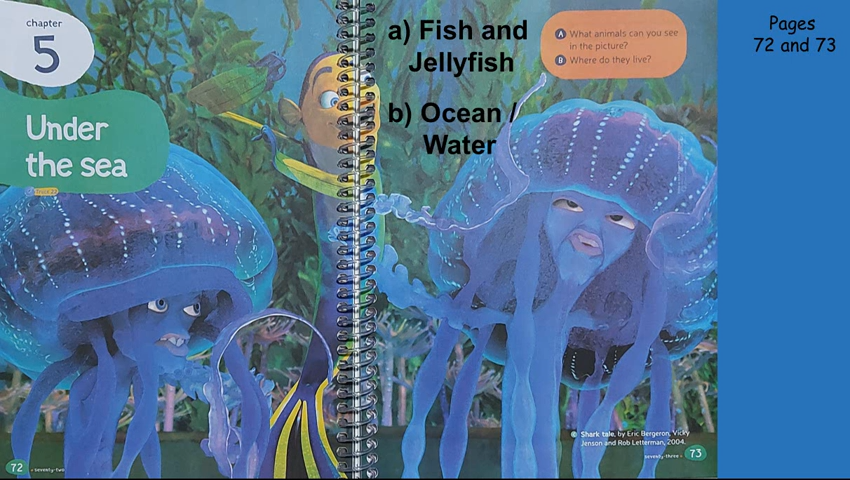 chapter
5
Under
the sea
72 - seventy-two
a) Fish and
Jellyfish
b) Ocean /
Water
A What animals can you see
in the picture?
B Where do they live?
© Shark tale, by Eric Bergeron, Vicky
Jenson and Rob Letterman, 2004.
seventy-three - 73
Pages
72 and 73